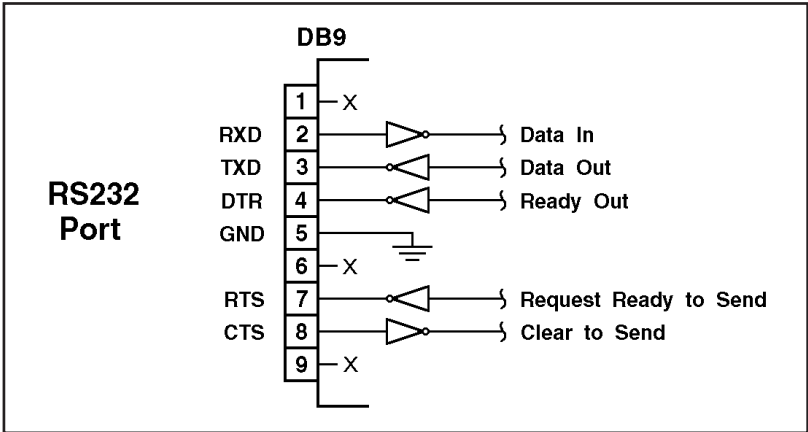 DB9
1 X
RXD 2 Data In
TXD 3 Data Out
DTR 4 Ready Out
RS232
Port
GND 5
6 X
RTS 7 Request Ready to Send
CTS 8 Clear to Send
9 X